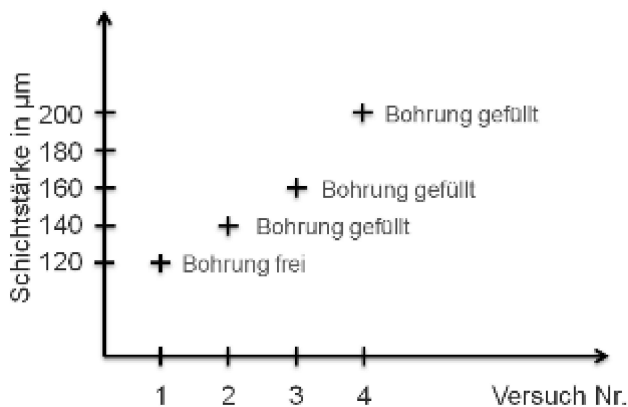 Schichtstärke in µm
200
180
160
140
120
Bohrung gefüllt
Bohrung gefüllt
Bohrung gefüllt
Bohrung frei
1 2 3 4 Versuch Nr.